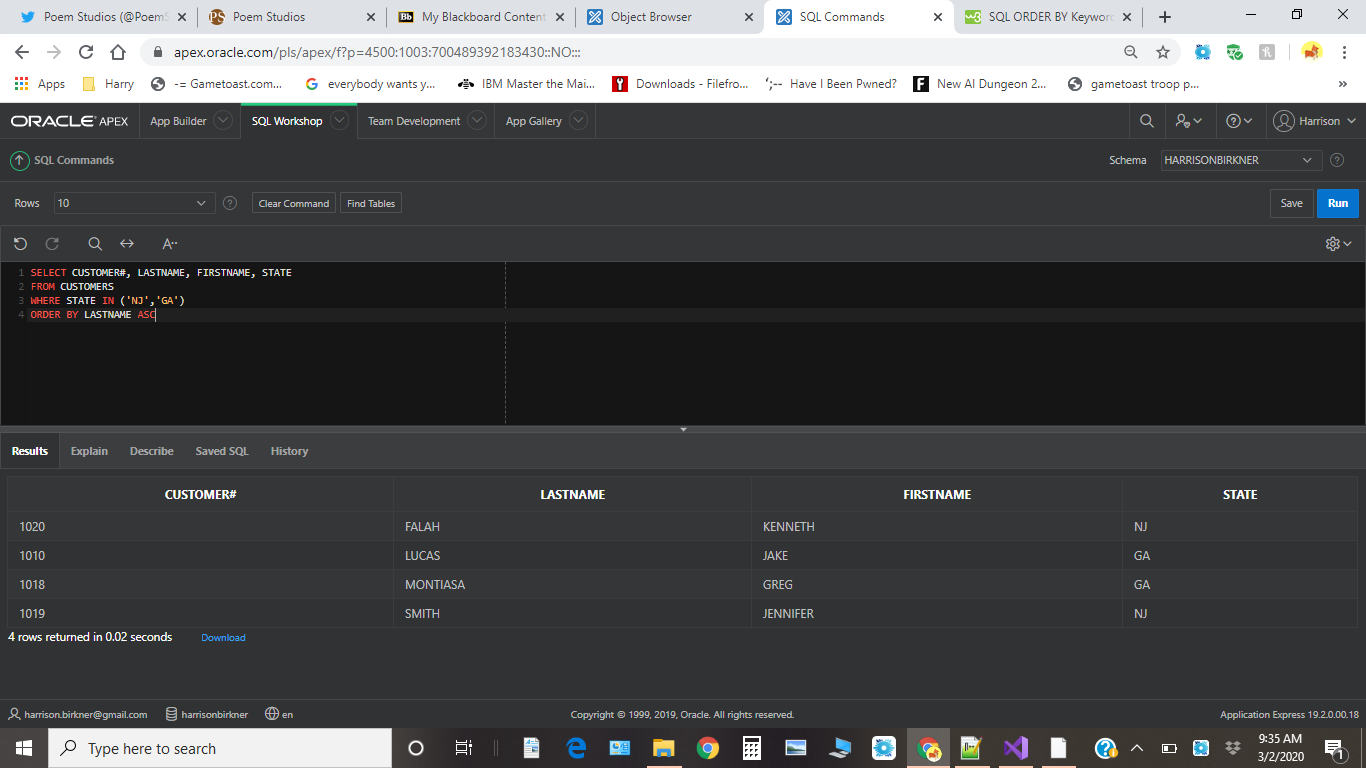 Poem Studios (@PoemS
Poem Studios
My Blackboard Content
Object Browser
SQL Commands
SQL ORDER BY Keyword
apex.oracle.com/pls/apex/f?p=4500:1003:700489392183430::NO:::
Apps
Harry
-= Gametoast.com...
everybody wants y...
IBM Master the Mai...
Downloads - Filefro...
Have I Been Pwned?
New AI Dungeon 2...
gametoast troop p...
»
ORACLE APEX
App Builder
SQL Workshop
Team Development
App Gallery
Harrison
SQL Commands
Schema
HARRISONBIRKNER
Rows
10
Clear Command
Find Tables
Save
Run
1 SELECT CUSTOMER#, LASTNAME, FIRSTNAME, STATE
2 FROM CUSTOMERS
3 WHERE STATE IN ('NJ','GA')
4 ORDER BY LASTNAME ASC
Results Explain Describe Saved SQL History
CUSTOMER# LASTNAME FIRSTNAME STATE
1020 FALAH KENNETH NJ
1010 LUCAS JAKE GA
1018 MONTIASA GREG GA
1019 SMITH JENNIFER NJ
4 rows returned in 0.02 seconds Download
harrison.birkner@gmail.com harrisonbirkner en
Copyright © 1999, 2019, Oracle. All rights reserved.
Application Express 19.2.0.00.18
Type here to search
9:35 AM
3/2/2020